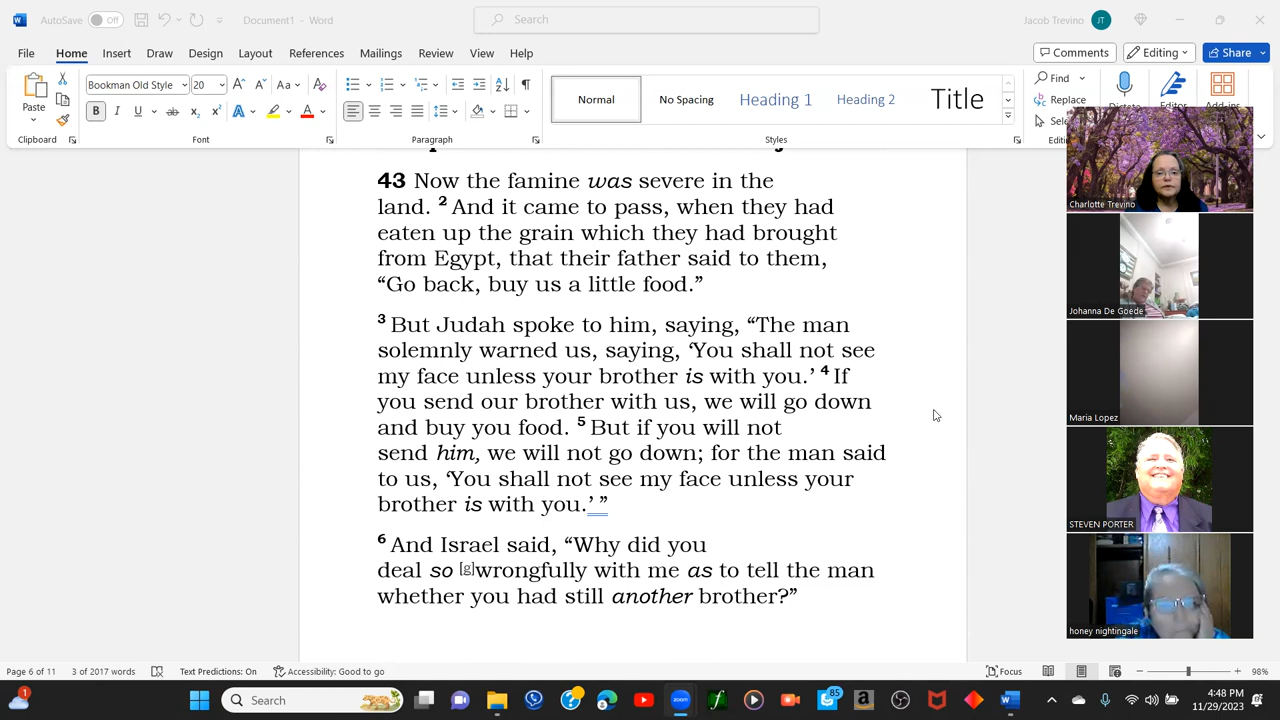 AutoSave Off Document1 - Word Search Jacob Trevino JT
File Home Insert Draw Design Layout References Mailings Review View Help Comments Editing Share
Paste Bookman Old Style 20 Aa Normal No Spacing Heading 1 Heading 2 Title Find
Replace
B I U ab x₂ x² A A
Clipboard Font Paragraph Styles
43 Now the famine was severe in the
land. 2 And it came to pass, when they had
eaten up the grain which they had brought
from Egypt, that their father said to them,
“Go back, buy us a little food.”
3 But Judah spoke to him, saying, “The man
solemnly warned us, saying, ‘You shall not see
my face unless your brother is with you.’ 4 If
you send our brother with us, we will go down
and buy you food. 5 But if you will not
send him, we will not go down; for the man said
to us, ‘You shall not see my face unless your
brother is with you.’ ”
6 And Israel said, “Why did you
deal so [g]wrongfully with me as to tell the man
whether you had still another brother?”
Charlotte Trevino
Johanna De Goede
Maria Lopez
STEVEN PORTER
honey nightingale
Page 6 of 11 3 of 2017 words Text Predictions: On Accessibility: Good to go Focus 98%
1 Search zoom 85 4:48 PM
11/29/2023